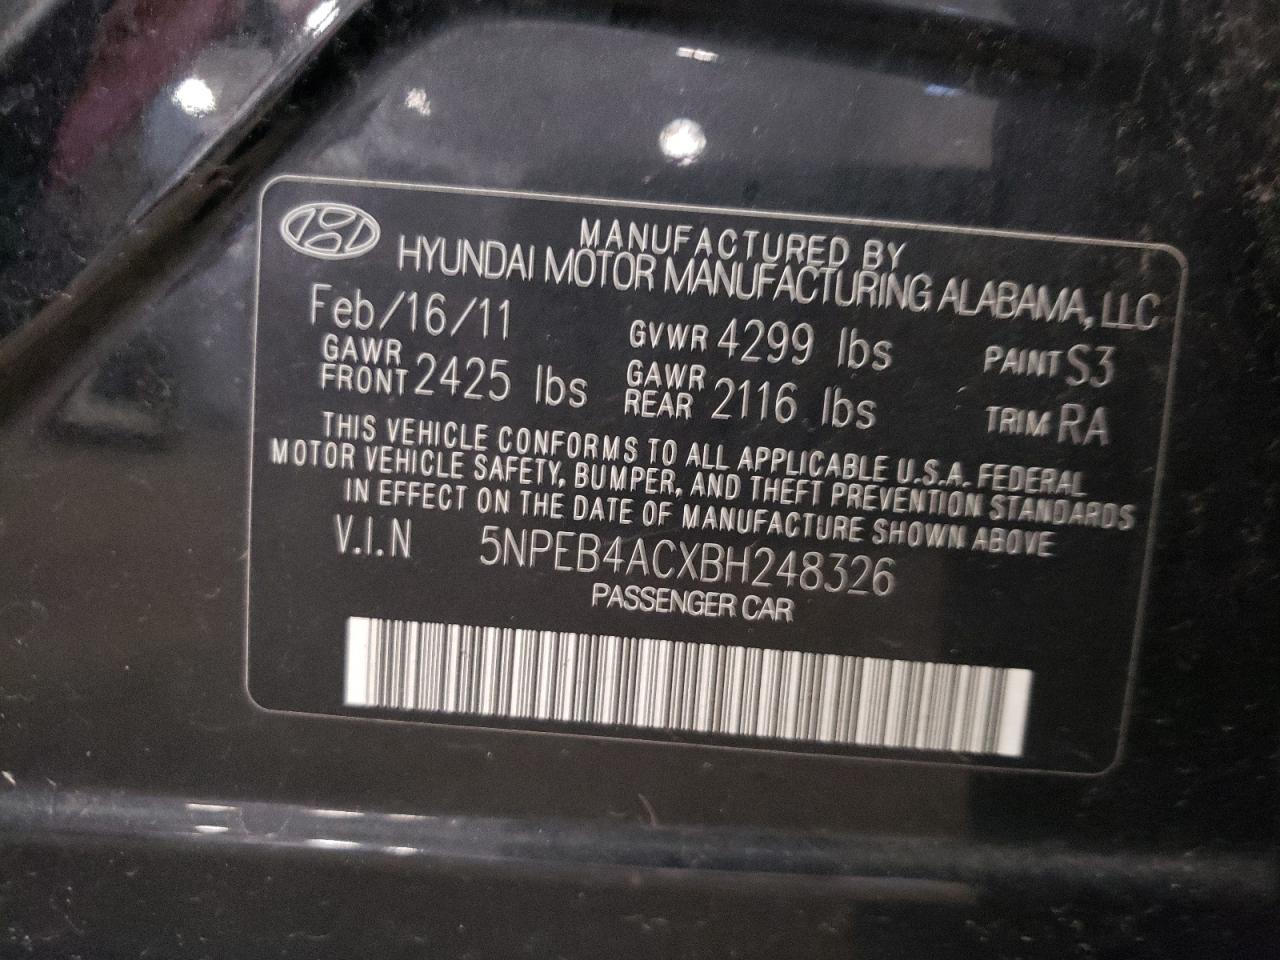 MANUFACTURED BY
HYUNDAI MOTOR MANUFACTURING ALABAMA, LLC
Feb/16/11 GVWR 4299 lbs PAINT S3
GAWR FRONT 2425 lbs GAWR REAR 2116 lbs TRIM RA
THIS VEHICLE CONFORMS TO ALL APPLICABLE U.S.A. FEDERAL
MOTOR VEHICLE SAFETY, BUMPER, AND THEFT PREVENTION STANDARDS
IN EFFECT ON THE DATE OF MANUFACTURE SHOWN ABOVE
V.I.N 5NPEB4ACXBH248326
PASSENGER CAR